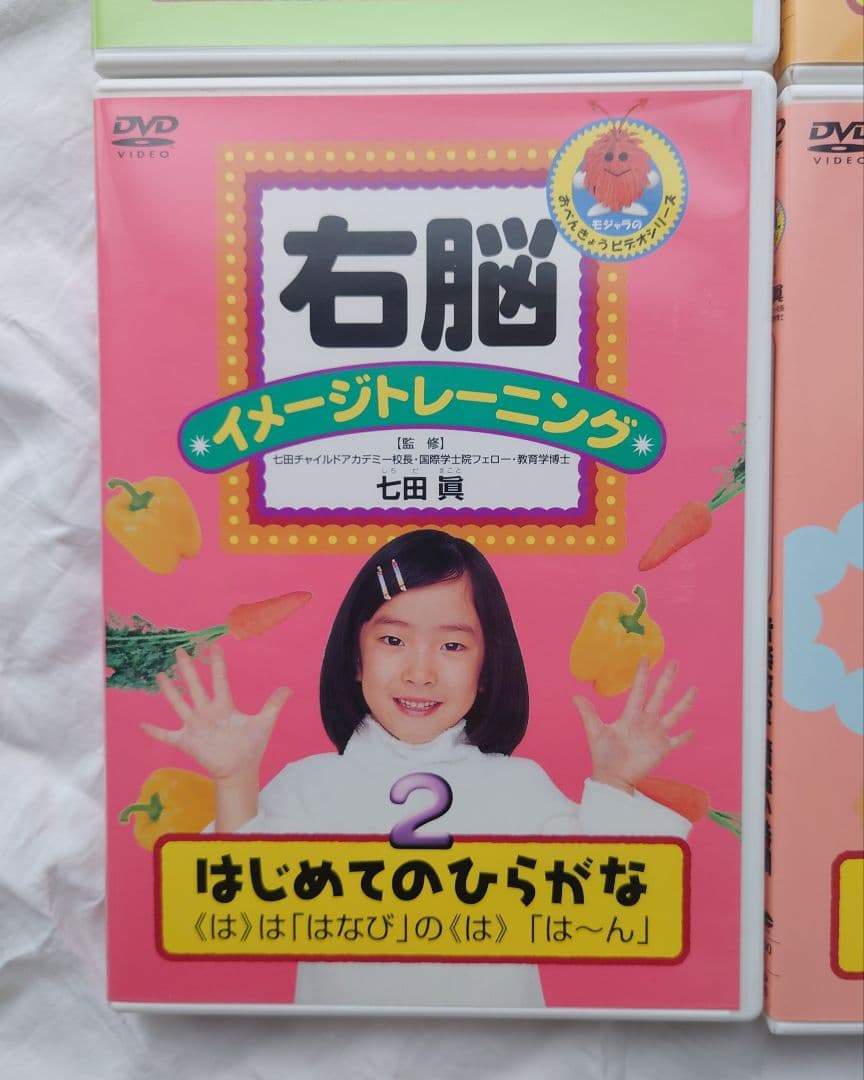 DVD
VIDEO
モジャラの
おべんきょうビデオシリーズ
右脳
イメージトレーニング
【監 修】
七田チャイルドアカデミー校長・国際学士院フェロー・教育学博士
しち だ まこと
七田 眞
2
はじめてのひらがな
《は》は「はなび」の《は》 「は〜ん」
DVD
VIDEO